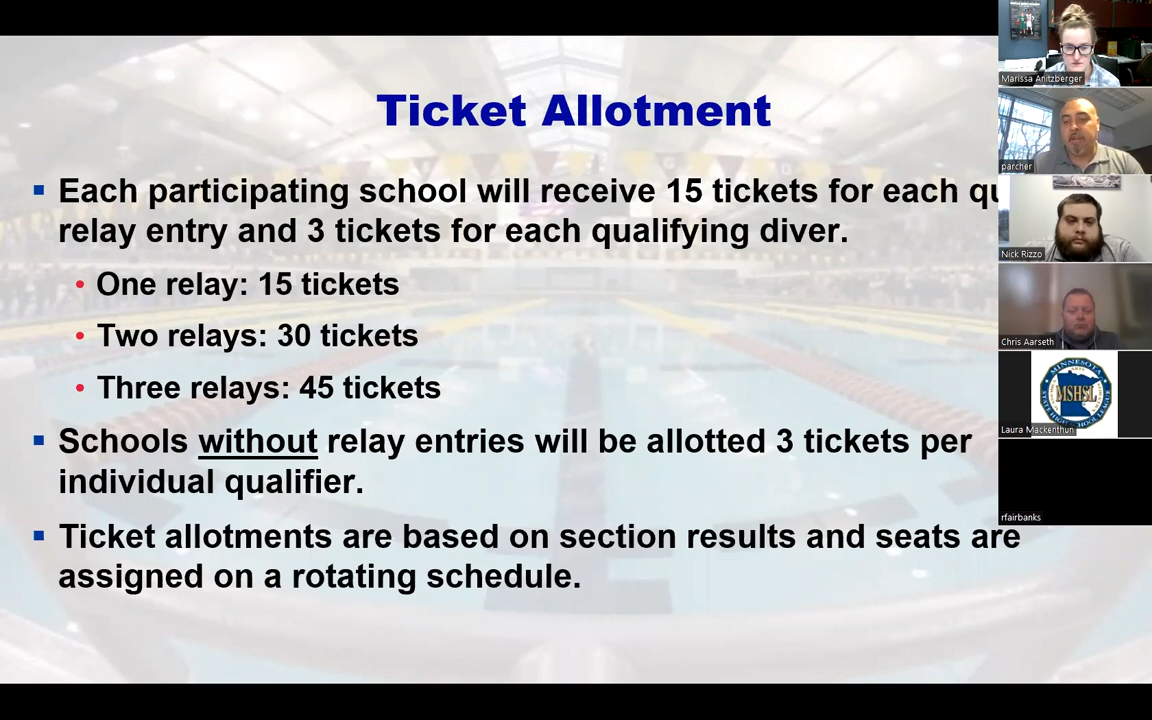 Ticket Allotment
Each participating school will receive 15 tickets for each qu
relay entry and 3 tickets for each qualifying diver.
One relay: 15 tickets
Two relays: 30 tickets
Three relays: 45 tickets
Schools without relay entries will be allotted 3 tickets per
individual qualifier.
Ticket allotments are based on section results and seats are
assigned on a rotating schedule.
Marissa Anitzberger
parcher
Nick Rizzo
Chris Aarseth
MINNESOTA
MSHSL
Laura Mackenthun
rfairbanks